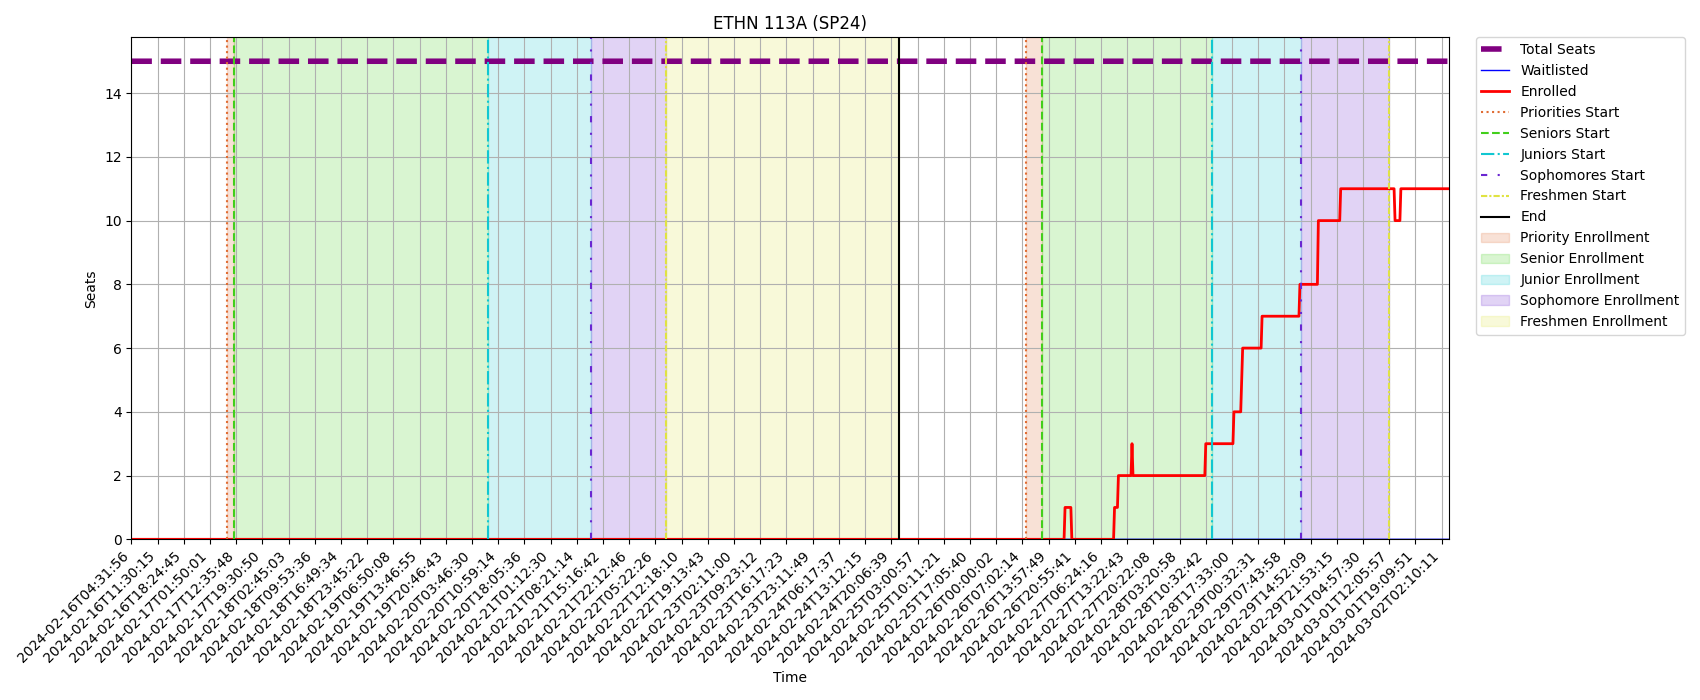 ETHN 113A (SP24)
Total Seats
Waitlisted
Enrolled
Priorities Start
Seniors Start
Juniors Start
Sophomores Start
Freshmen Start
End
Priority Enrollment
Senior Enrollment
Junior Enrollment
Sophomore Enrollment
Freshmen Enrollment
Seats
14
12
10
8
6
4
2
0
2024-02-16T04:31:56
2024-02-16T11:30:15
2024-02-16T18:24:45
2024-02-17T01:50:01
2024-02-17T12:35:48
2024-02-17T19:30:50
2024-02-18T02:45:03
2024-02-18T09:53:36
2024-02-18T16:49:34
2024-02-18T23:45:22
2024-02-19T06:50:08
2024-02-19T13:46:55
2024-02-19T20:46:43
2024-02-20T03:46:30
2024-02-20T10:59:14
2024-02-20T18:05:36
2024-02-21T01:12:30
2024-02-21T08:21:14
2024-02-21T15:16:42
2024-02-21T22:12:46
2024-02-22T05:22:26
2024-02-22T12:18:10
2024-02-22T19:13:43
2024-02-23T02:11:00
2024-02-23T09:23:12
2024-02-23T16:17:23
2024-02-23T23:11:49
2024-02-24T06:17:37
2024-02-24T13:12:15
2024-02-24T20:06:39
2024-02-25T03:00:57
2024-02-25T10:11:21
2024-02-25T17:05:40
2024-02-26T00:00:02
2024-02-26T07:02:14
2024-02-26T13:57:49
2024-02-26T20:55:41
2024-02-27T06:24:16
2024-02-27T13:22:43
2024-02-27T20:22:08
2024-02-28T03:20:58
2024-02-28T10:32:42
2024-02-28T17:33:00
2024-02-29T00:32:31
2024-02-29T07:43:58
2024-02-29T14:52:09
2024-02-29T21:53:15
2024-03-01T04:57:30
2024-03-01T12:05:57
2024-03-01T19:09:51
2024-03-02T02:10:11
Time